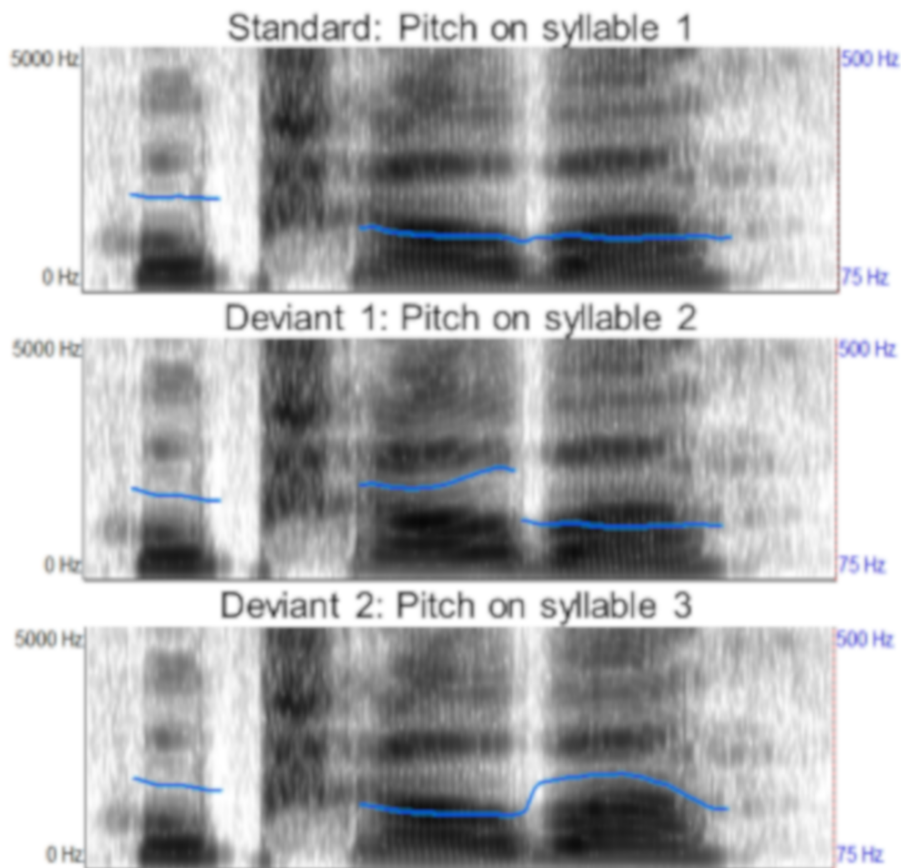 Standard: Pitch on syllable 1
5000 Hz 500 Hz
0 Hz 75 Hz
Deviant 1: Pitch on syllable 2
5000 Hz 500 Hz
0 Hz 75 Hz
Deviant 2: Pitch on syllable 3
5000 Hz 500 Hz
0 Hz 75 Hz